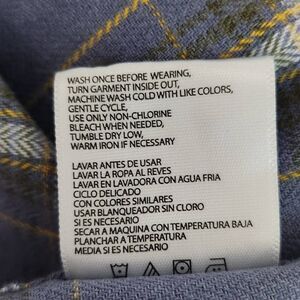 WASH ONCE BEFORE WEARING,
TURN GARMENT INSIDE OUT,
MACHINE WASH COLD WITH LIKE COLORS,
GENTLE CYCLE,
USE ONLY NON-CHLORINE
BLEACH WHEN NEEDED,
TUMBLE DRY LOW,
WARM IRON IF NECESSARY
LAVAR ANTES DE USAR
LAVAR LA ROPA AL REVES
LAVAR EN LAVADORA CON AGUA FRIA
CICLO DELICADO
CON COLORES SIMILARES
USAR BLANQUEADOR SIN CLORO
SI ES NECESARIO
SECAR A MAQUINA CON TEMPERATURA BAJA
PLANCHAR A TEMPERATURA
MEDIA SI ES NECESARIO